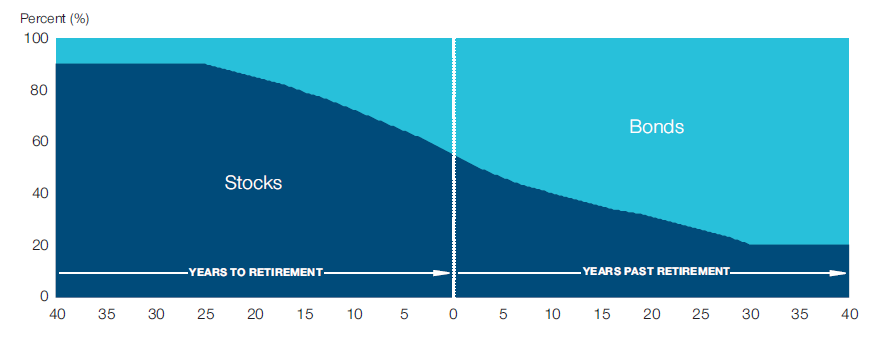 Percent (%)
100
80
Bonds
60
Stocks
40
20
YEARS TO RETIREMENT
YEARS PAST RETIREMENT
0
40 35 30 25 20 15 10 5 0 5 10 15 20 25 30 35 40